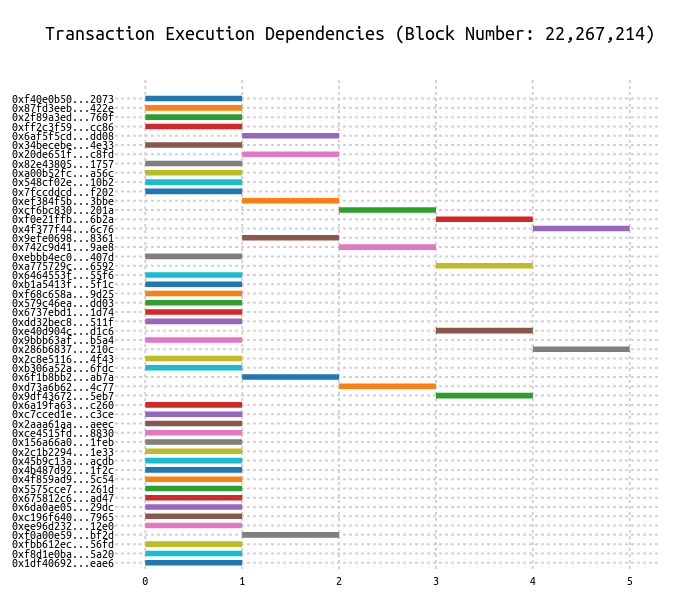 Transaction Execution Dependencies (Block Number: 22,267,214)
0xf40e0b50...2073
0x87fd3eeb...422e
0x2f89a3ed...760f
0xff2c3f59...cc86
0x6af5f5cd...dd08
0x34becebe...4e33
0x20de651f...c8fd
0x82e43805...1757
0xa00b52fc...a56c
0x548cf02e...10b2
0x7fccddcd...f202
0xef384f5b...3bbe
0xcf6bc830...201a
0xf0e21ffb...6b2a
0x4f377f44...6c76
0x9efe0698...8361
0x742c9d41...9ae8
0xebbb4ec0...407d
0xa775729c...6592
0x6464553f...55f6
0xb1a5413f...5f1c
0xf68c658a...9d25
0x579c46ea...dd03
0x6737ebd1...1d74
0xdd32bec8...511f
0xe40d904c...d1c6
0x9bbb63af...b5a4
0x286b6837...210c
0x2c8e5116...4f43
0xb306a52a...6fdc
0x6f1b8bb2...ab7a
0xd73a6b62...4c77
0x9df43672...5eb7
0x6a19fa63...c260
0xc7cced1e...c3ce
0x2aaa61aa...aeec
0xce4515fd...8830
0x156a66a0...1feb
0x2c1b2294...1e33
0x45b9c13a...acdb
0x4b487d92...1f2c
0x4f859ad9...5c54
0x5575cce7...261d
0x675812c6...ad47
0x6da0ae05...29dc
0xc196f640...7965
0xee96d232...12e0
0xf0a00e59...bf2d
0xfbb612ec...56fd
0xf8d1e0ba...5a20
0x1df40692...eae6
0 1 2 3 4 5